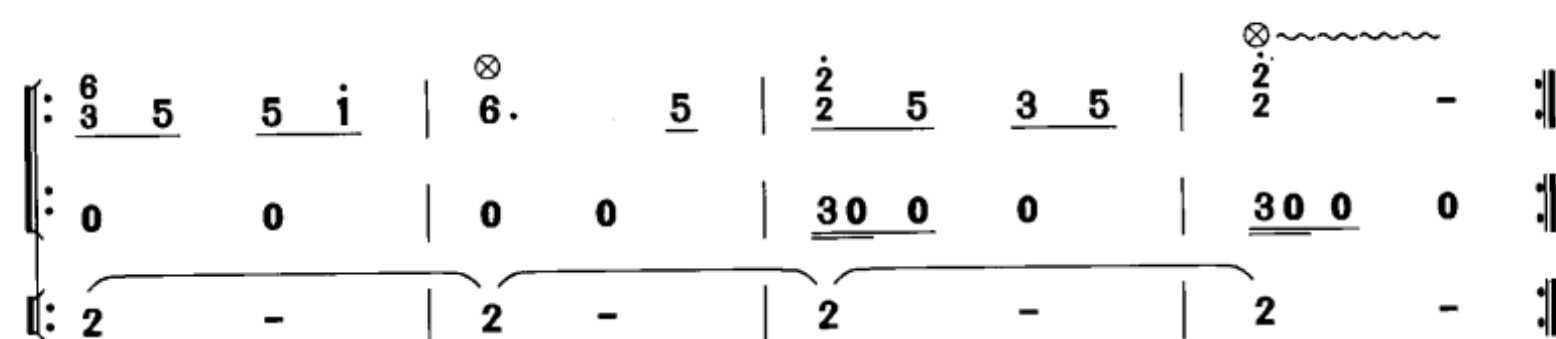 ⊗
6 ⊗ 2̇ 2̇
3 5 5 i̇ | 6. 5 | 2 5 3 5 | 2 -
0 0 | 0 0 | 30 0 0 | 30 0 0
2 - | 2 - | 2 - | 2 -